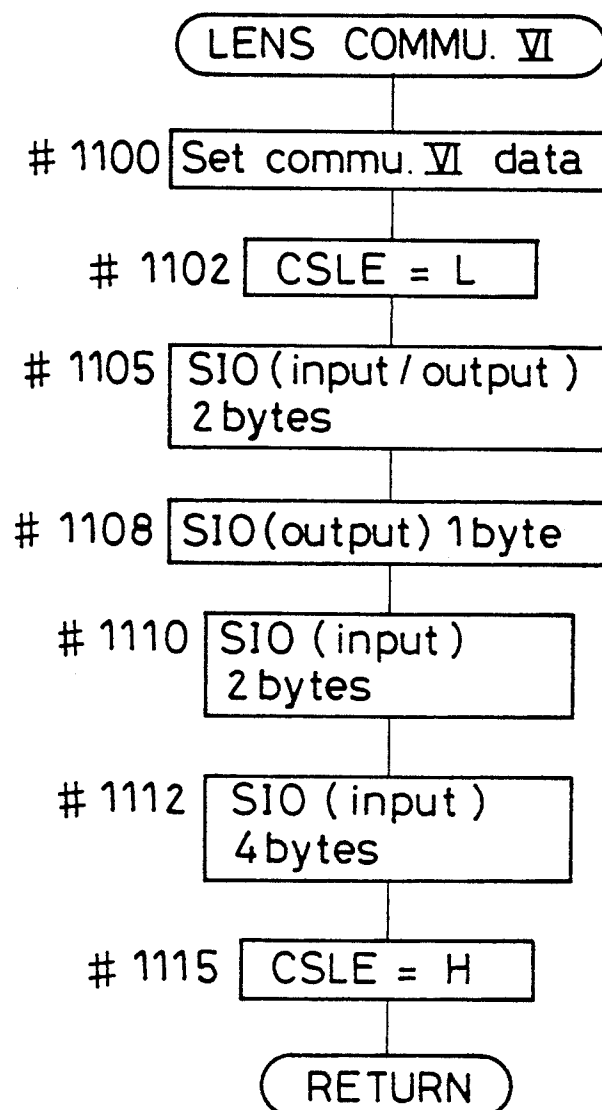 LENS COMMU. Ⅵ
# 1100 Set commu. Ⅵ data
# 1102 CSLE = L
# 1105 SIO (input / output)
2 bytes
# 1108 SIO (output) 1 byte
# 1110 SIO (input)
2 bytes
# 1112 SIO (input)
4 bytes
# 1115 CSLE = H
RETURN